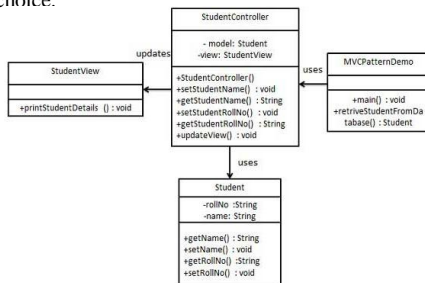 choice.
StudentController
- model: Student
-view: StudentView
+StudentController()
+setStudentName() : void
+getStudentName() : String
+setStudentRollNo() : void
+getStudentRollNo() : String
+updateView() : void
updates
StudentView
+printStudentDetails () : void
uses
MVCPatternDemo
+main() : void
+retriveStudentFromDa
tabase() : Student
uses
Student
-rollNo :String
-name: String
+getName() : String
+setName() : void
+getRollNo() :String
+setRollNo() : void